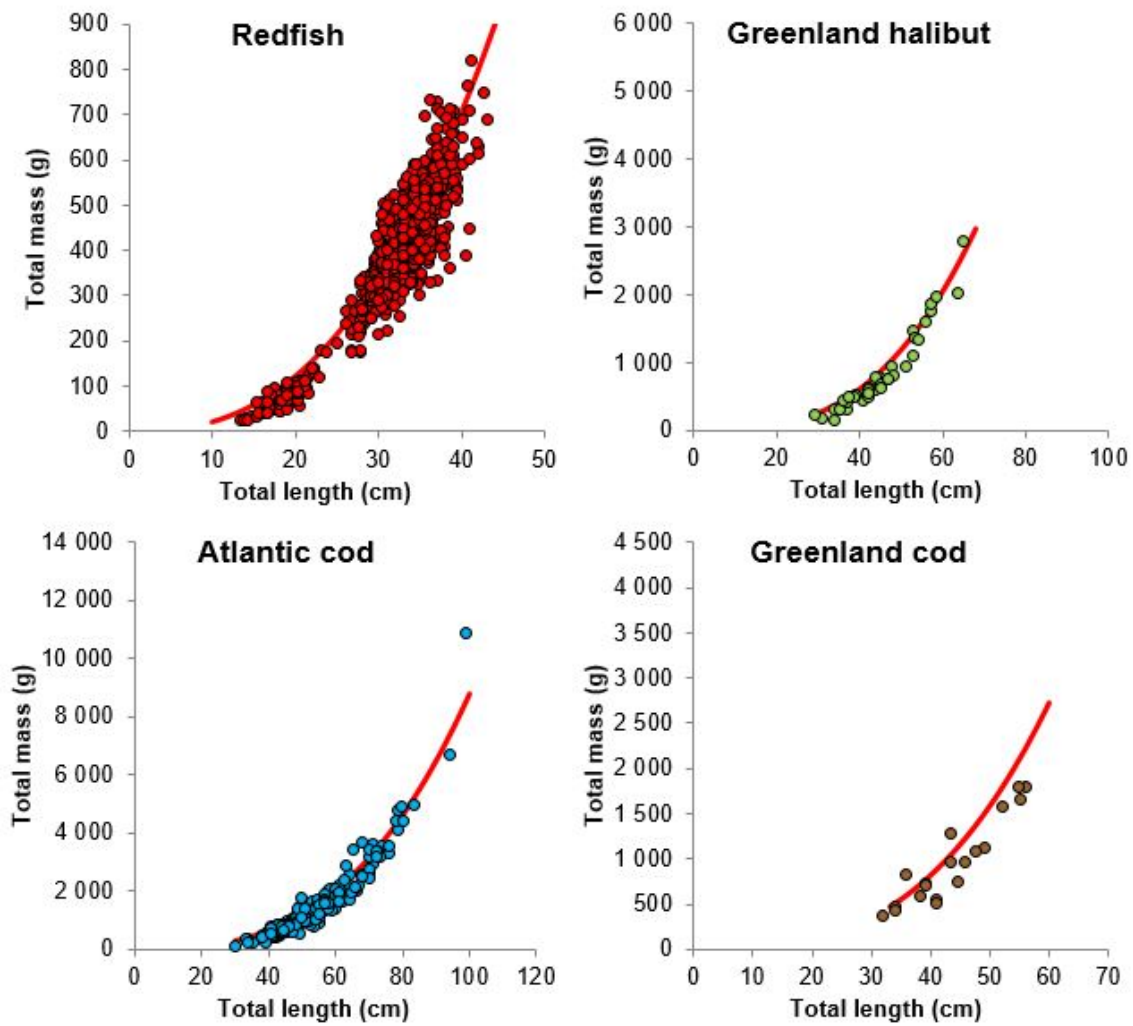 Redfish
900
800
700
600
500
400
300
200
100
0
Total mass (g)
0 10 20 30 40 50
Total length (cm)
Greenland halibut
6 000
5 000
4 000
3 000
2 000
1 000
0
Total mass (g)
0 20 40 60 80 100
Total length (cm)
Atlantic cod
14 000
12 000
10 000
8 000
6 000
4 000
2 000
0
Total mass (g)
0 20 40 60 80 100 120
Total length (cm)
Greenland cod
4 500
4 000
3 500
3 000
2 500
2 000
1 500
1 000
500
0
Total mass (g)
0 10 20 30 40 50 60 70
Total length (cm)